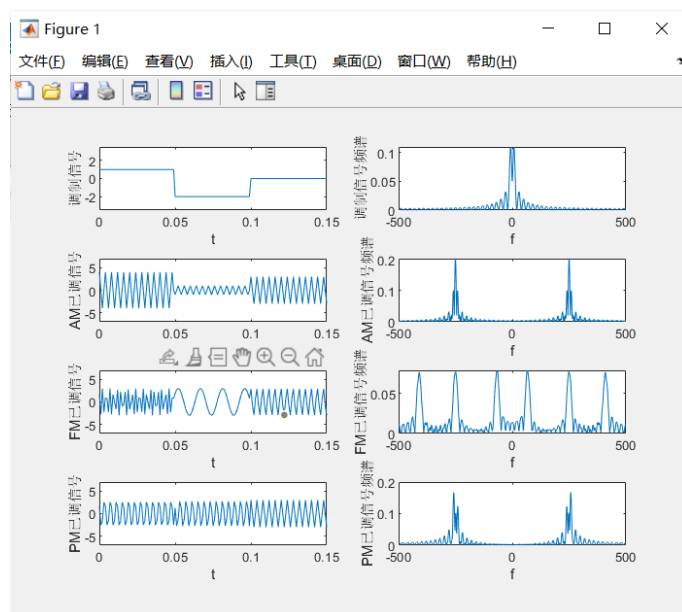 Figure 1
文件(F) 编辑(E) 查看(V) 插入(I) 工具(T) 桌面(D) 窗口(W) 帮助(H)
调制信号
2
0
-2
0 0.05 0.1 0.15
t
调制信号频谱
0.1
0.05
0
-500 0 500
f
AM已调信号
5
0
-5
0 0.05 0.1 0.15
t
AM已调信号频谱
0.2
0.1
0
-500 0 500
f
FM已调信号
5
0
-5
0 0.05 0.1 0.15
t
FM已调信号频谱
0.05
0
-500 0 500
f
PM已调信号
5
0
-5
0 0.05 0.1 0.15
t
PM已调信号频谱
0.2
0.1
0
-500 0 500
f